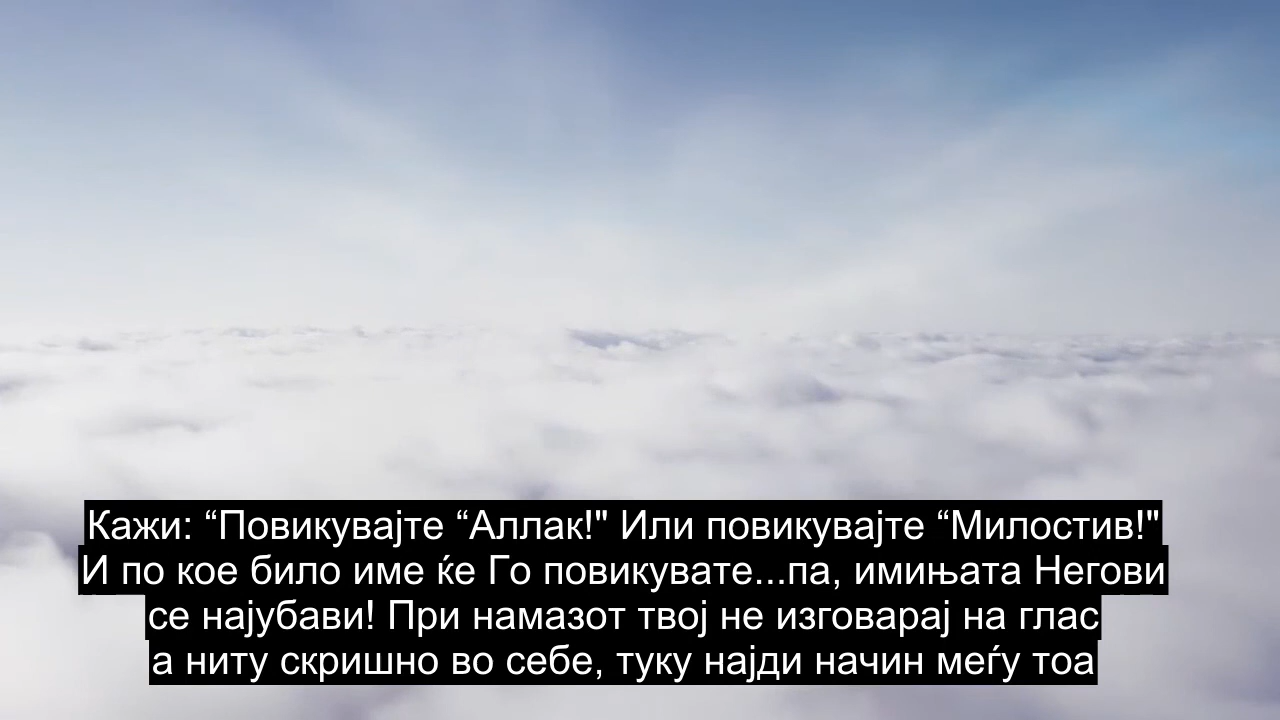 Кажи: “Повикувајте “Аллак!" Или повикувајте “Милостив!"
И по кое било име ќе Го повикувате...па, имињата Негови
се најубави! При намазот твој не изговарај на глас
а ниту скришно во себе, туку најди начин меѓу тоа